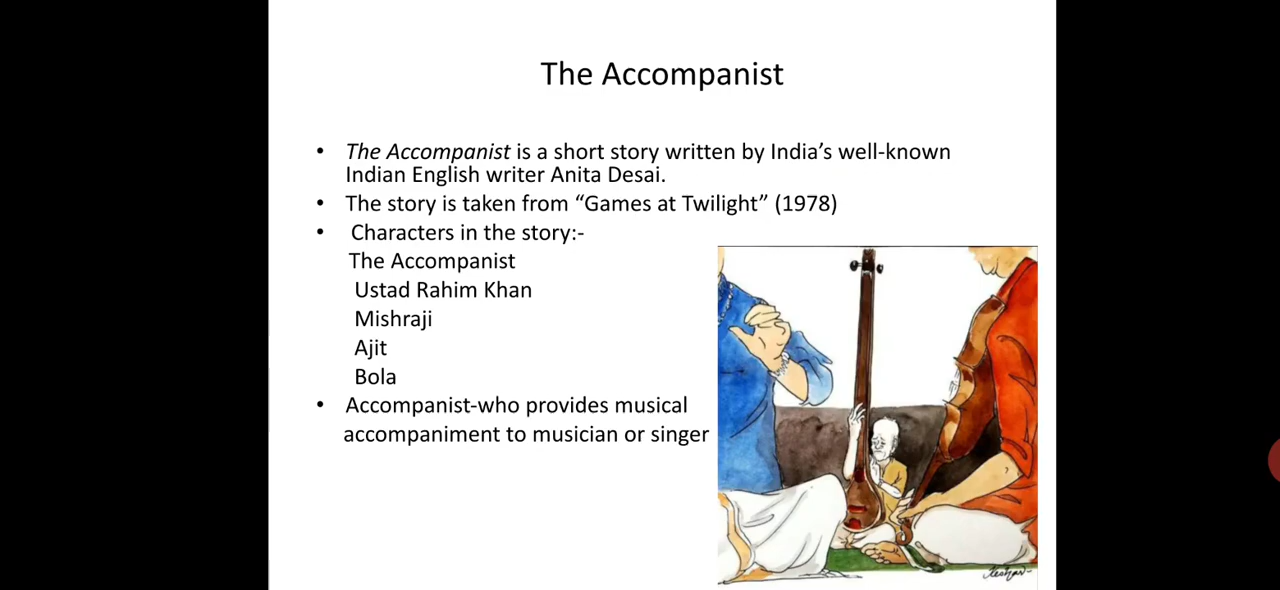 The Accompanist
• The Accompanist is a short story written by India’s well-known
Indian English writer Anita Desai.
• The story is taken from “Games at Twilight” (1978)
• Characters in the story:-
The Accompanist
Ustad Rahim Khan
Mishraji
Ajit
Bola
• Accompanist-who provides musical
accompaniment to musician or singer